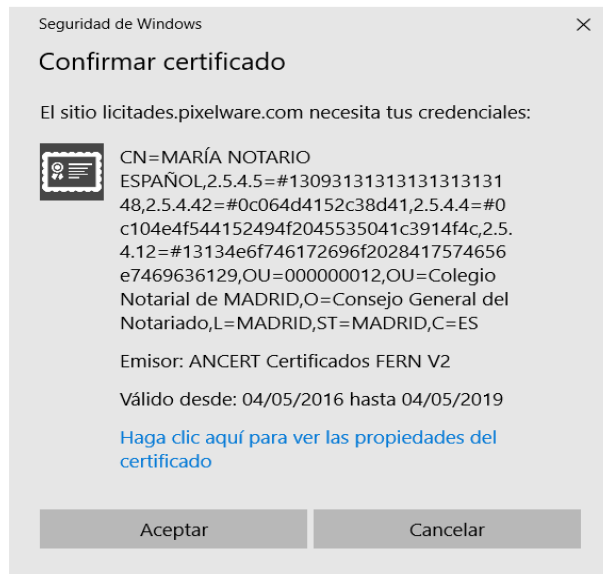 Seguridad de Windows
Confirmar certificado
El sitio licitades.pixelware.com necesita tus credenciales:
CN=MARÍA NOTARIO
ESPAÑOL,2.5.4.5=#13093131313131313131
48,2.5.4.42=#0c064d4152c38d41,2.5.4.4=#0
c104e4f544152494f2045535041c3914f4c,2.5.
4.12=#13134e6f746172696f2028417574656
e7469636129,OU=000000012,OU=Colegio
Notarial de MADRID,O=Consejo General del
Notariado,L=MADRID,ST=MADRID,C=ES
Emisor: ANCERT Certificados FERN V2
Válido desde: 04/05/2016 hasta 04/05/2019
Haga clic aquí para ver las propiedades del
certificado
Aceptar
Cancelar